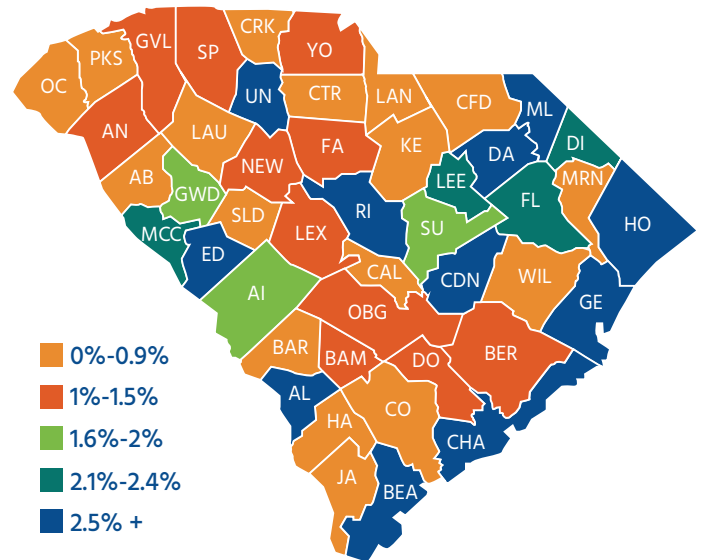 CRK
GVL
SP
YO
PKS
OC
UN
CTR
LAN
CFD
ML
AN
LAU
FA
KE
DA
DI
NEW
AB
GWD
LEE
MRN
SLD
RI
FL
MCC
LEX
SU
HO
ED
CAL
CDN
WIL
AI
OBG
GE
BAR
BAM
DO
BER
AL
HA
CO
CHA
JA
BEA
0%-0.9%
1%-1.5%
1.6%-2%
2.1%-2.4%
2.5% +